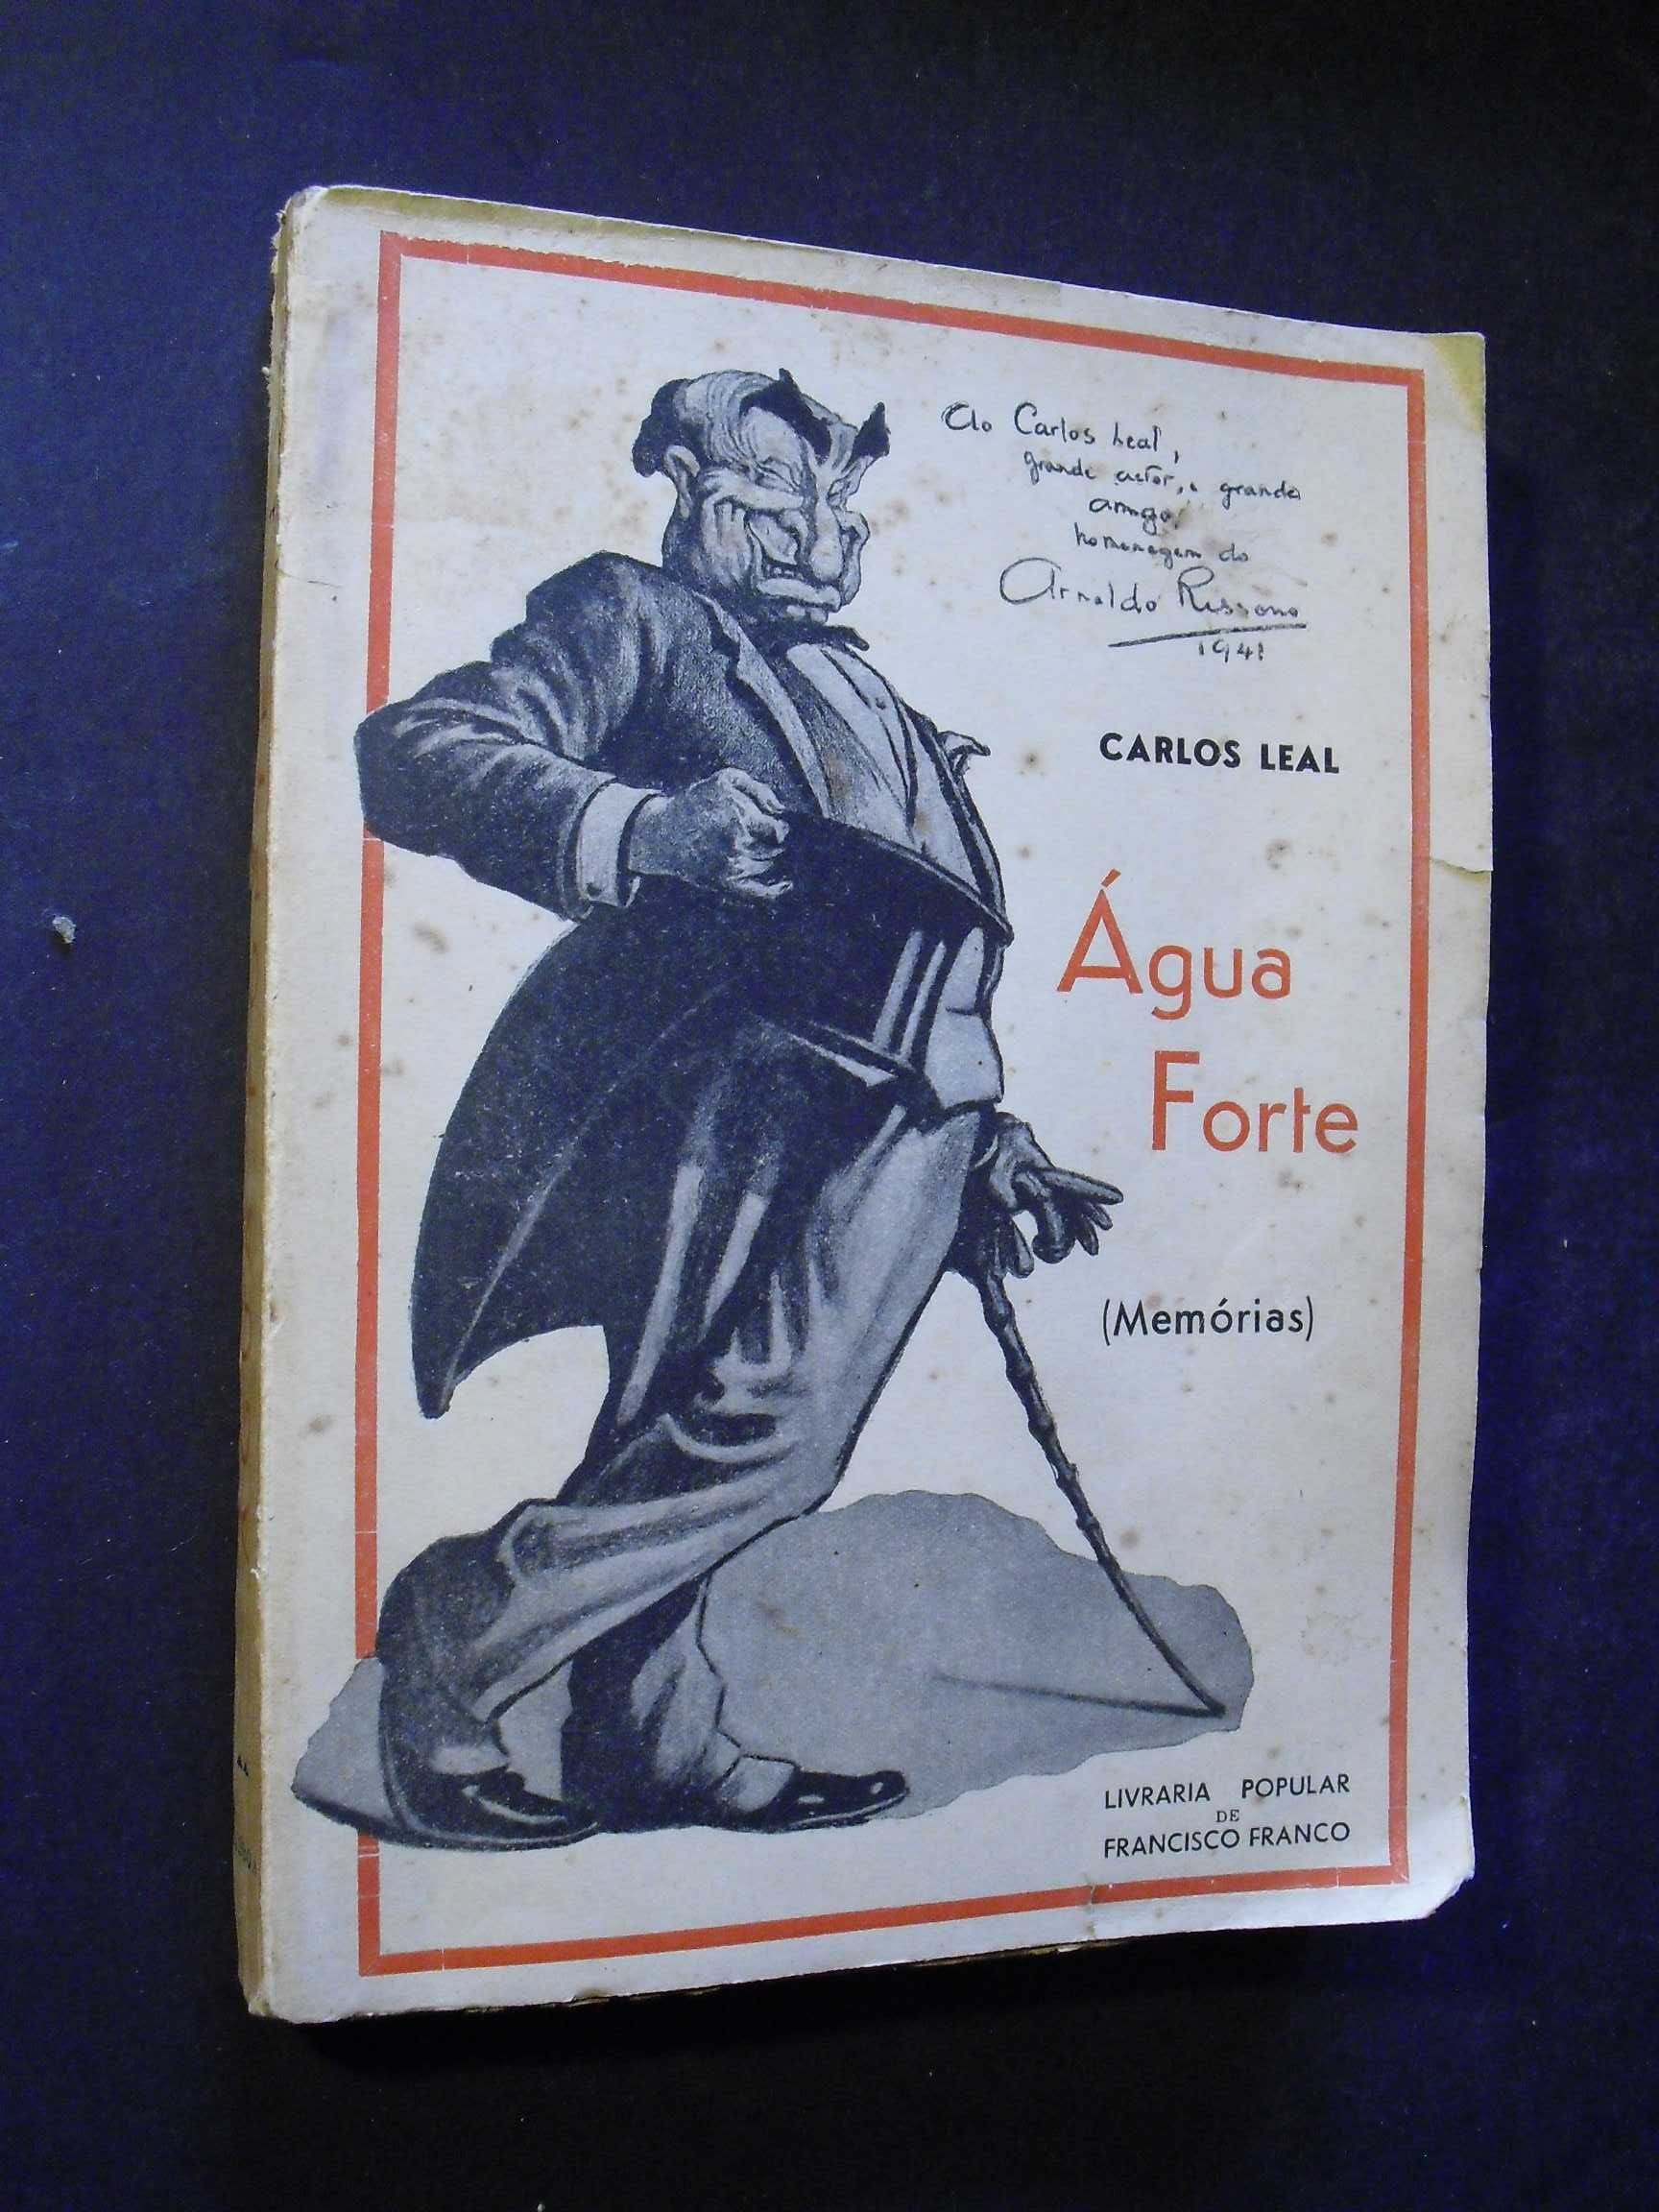 Ao Carlos Leal,
grande actor, e grande
amigo,
homenagem do
Arnaldo Ressano
1941
CARLOS LEAL
Água
Forte
(Memórias)
LIVRARIA POPULAR
DE
FRANCISCO FRANCO